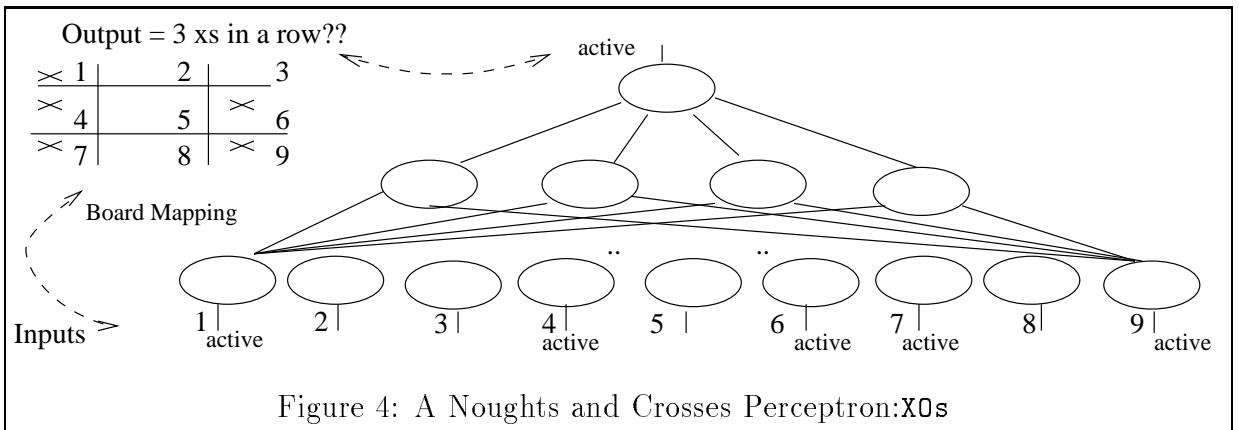 Output = 3 xs in a row??
active
1 2 3
4 5 6
7 8 9
Board Mapping
.. ..
Inputs
1 2 3 4 5 6 7 8 9
active active active active active
Figure 4: A Noughts and Crosses Perceptron:XOs